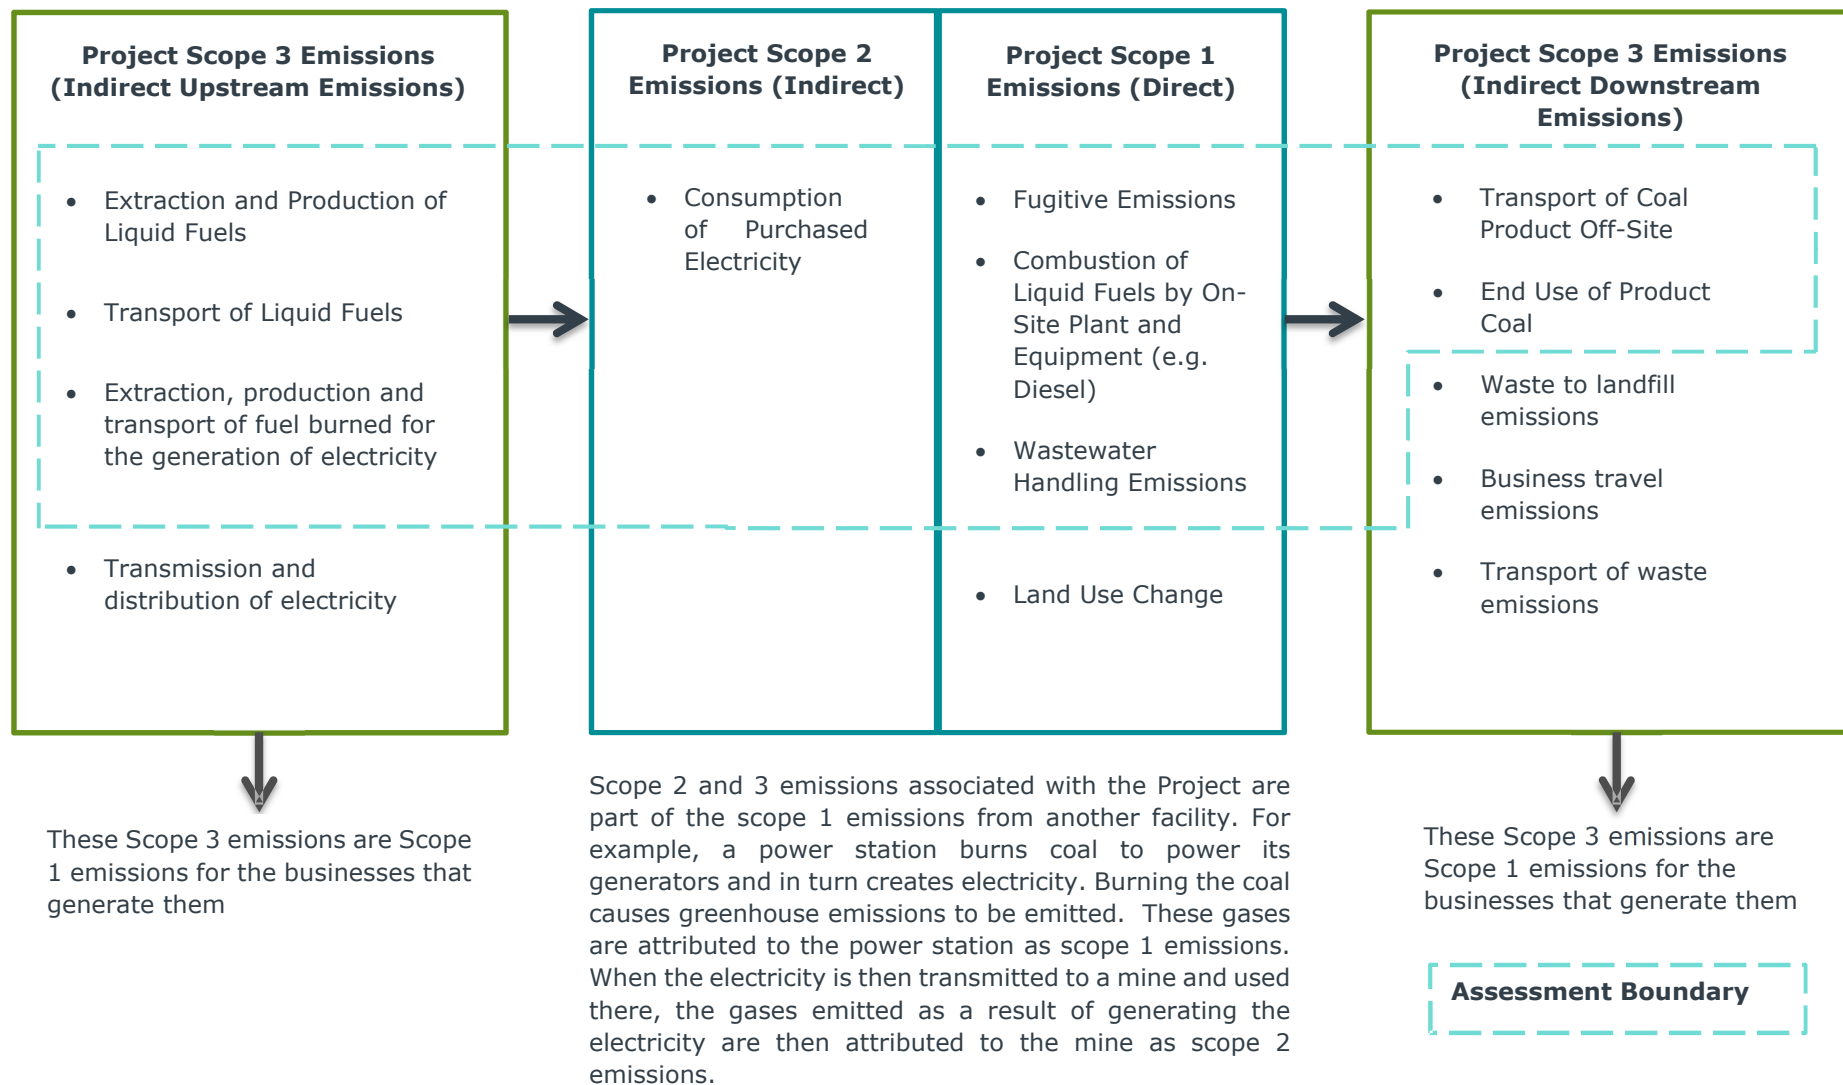 Project Scope 3 Emissions
(Indirect Upstream Emissions)
• Extraction and Production of
Liquid Fuels
• Transport of Liquid Fuels
• Extraction, production and
transport of fuel burned for
the generation of electricity
• Transmission and
distribution of electricity
These Scope 3 emissions are Scope
1 emissions for the businesses that
generate them
Project Scope 2
Emissions (Indirect)
• Consumption
of Purchased
Electricity
Project Scope 1
Emissions (Direct)
• Fugitive Emissions
• Combustion of
Liquid Fuels by On-
Site Plant and
Equipment (e.g.
Diesel)
• Wastewater
Handling Emissions
• Land Use Change
Scope 2 and 3 emissions associated with the Project are
part of the scope 1 emissions from another facility. For
example, a power station burns coal to power its
generators and in turn creates electricity. Burning the coal
causes greenhouse emissions to be emitted. These gases
are attributed to the power station as scope 1 emissions.
When the electricity is then transmitted to a mine and used
there, the gases emitted as a result of generating the
electricity are then attributed to the mine as scope 2
emissions.
Project Scope 3 Emissions
(Indirect Downstream
Emissions)
• Transport of Coal
Product Off-Site
• End Use of Product
Coal
• Waste to landfill
emissions
• Business travel
emissions
• Transport of waste
emissions
These Scope 3 emissions are
Scope 1 emissions for the
businesses that generate them
Assessment Boundary